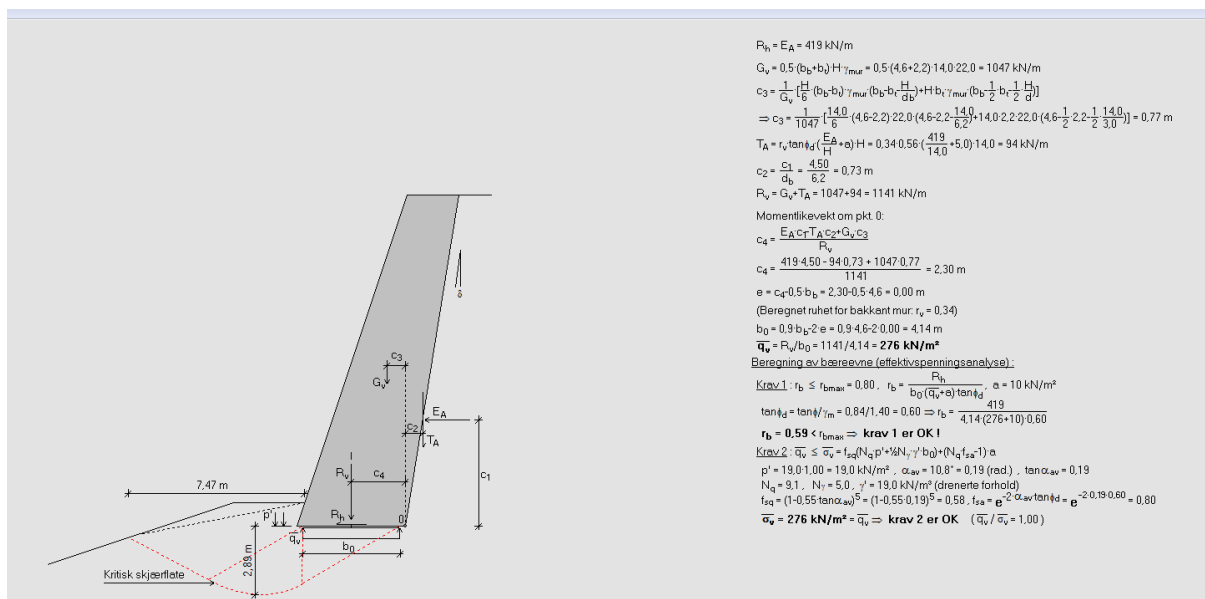 R_h = E_A = 419 kN/m
G_v = 0,5·(b_b+b_t)·H·γ_mur = 0,5·(4,6+2,2)·14,0·22,0 = 1047 kN/m
c_3 = 1/G_v·[H/6·(b_b-b_t)·γ_mur·(b_b-b_t-H/d_b)+H·b_t·γ_mur·(b_b-1/2·b_t-1/2·H/d)]
⇒ c_3 = 1/1047·[14,0/6·(4,6-2,2)·22,0·(4,6-2,2-14,0/6,2)+14,0·2,2·22,0·(4,6-1/2·2,2-1/2·14,0/3,0)] = 0,77 m
T_A = r_v·tanϕ_d·(E_A/H+a)·H = 0,34·0,56·(419/14,0+5,0)·14,0 = 94 kN/m
c_2 = c_1/d_b = 4,50/6,2 = 0,73 m
R_v = G_v+T_A = 1047+94 = 1141 kN/m
Momentlikevekt om pkt. 0:
c_4 = E_A·c_1-T_A·c_2+G_v·c_3/R_v
c_4 = 419·4,50 - 94·0,73 + 1047·0,77/1141 = 2,30 m
e = c_4-0,5·b_b = 2,30-0,5·4,6 = 0,00 m
(Beregnet ruhet for bakkant mur: r_v = 0,34)
b_0 = 0,9·b_b-2·e = 0,9·4,6-2·0,00 = 4,14 m
q_v = R_v/b_0 = 1141/4,14 = 276 kN/m²
Beregning av bæreevne (effektivspenningsanalyse) :
Krav 1 : r_b ≤ r_bmax = 0,80 , r_b = R_h/b_0·(q_v+a)·tanϕ_d , a = 10 kN/m²
tanϕ_d = tanϕ/γ_m = 0,84/1,40 = 0,60 ⇒ r_b = 419/4,14·(276+10)·0,60
r_b = 0,59 < r_bmax ⇒ krav 1 er OK !
Krav 2 : q_v ≤ σ_v = f_sq(N_q·p'+½N_γ·γ'·b_0)+(N_q·f_sa-1)·a
p' = 19,0·1,00 = 19,0 kN/m² , α_av = 10,8° = 0,19 (rad.) , tanα_av = 0,19
N_q = 9,1 , N_γ = 5,0 , γ' = 19,0 kN/m³ (drenerte forhold)
f_sq = (1-0,55·tanα_av)^5 = (1-0,55·0,19)^5 = 0,58 , f_sa = e^-2·α_av·tanϕ_d = e^-2·0,19·0,60 = 0,80
σ_v = 276 kN/m² = q_v ⇒ krav 2 er OK ( q_v / σ_v = 1,00 )
δ
c_3
G_v
E_A
c_2
T_A
c_1
R_v
c_4
7,47 m
p'
R_h
0
q_v
b_0
2,89 m
Kritisk skjærflate